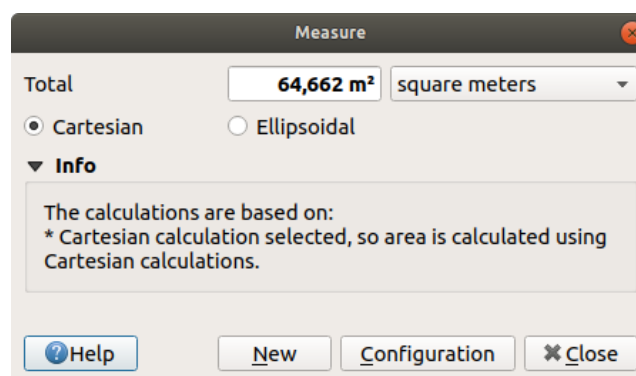 Measure
Total 64,662 m² square meters
Cartesian Ellipsoidal
Info
The calculations are based on:
* Cartesian calculation selected, so area is calculated using
Cartesian calculations.
Help New Configuration Close